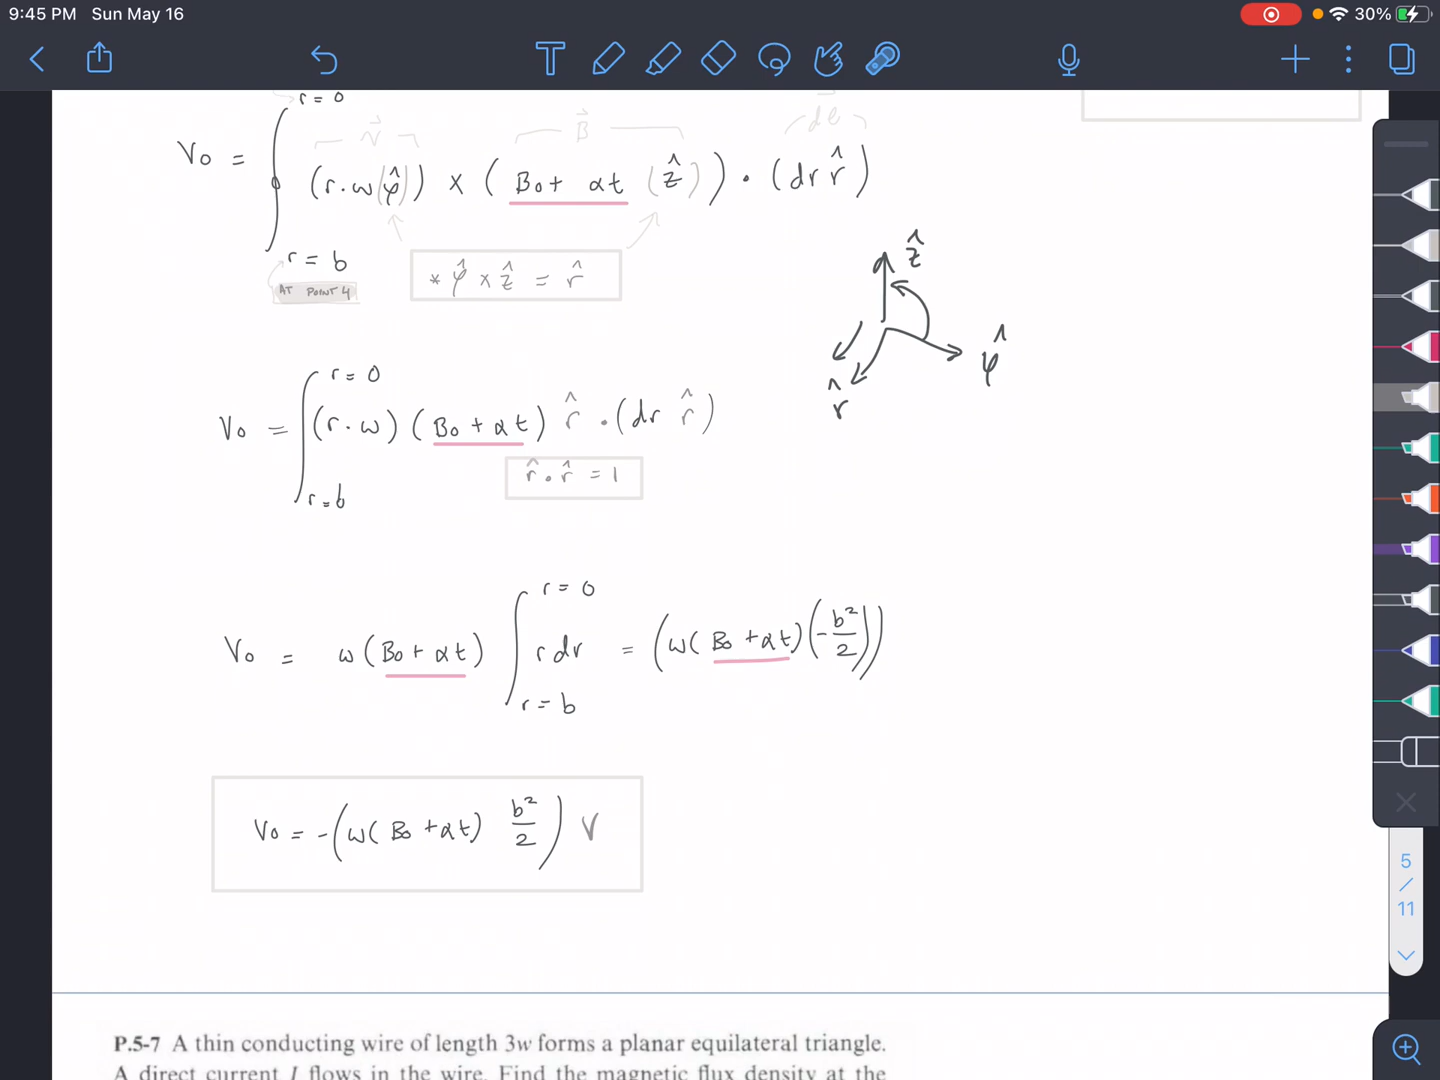 9:45 PM Sun May 16
30%
T
r = 0
V⃗ B⃗ dl⃗
V₀ = ∫ (r·ω(φ̂)) × (B₀ + αt (ẑ)) • (dr r̂)
r = b
AT POINT 4
* φ̂ × ẑ = r̂
ẑ
φ̂
r̂
r = 0
V₀ = ∫ (r·ω)(B₀ + αt) r̂ • (dr r̂)
r̂ • r̂ = 1
r = b
r = 0
V₀ = ω(B₀ + αt) ∫ r dr = (ω(B₀ + αt)(-b²/2))
r = b
V₀ = -(ω(B₀ + αt) b²/2) V
5
/
11
P.5-7 A thin conducting wire of length 3w forms a planar equilateral triangle.
A direct current I flows in the wire. Find the magnetic flux density at the